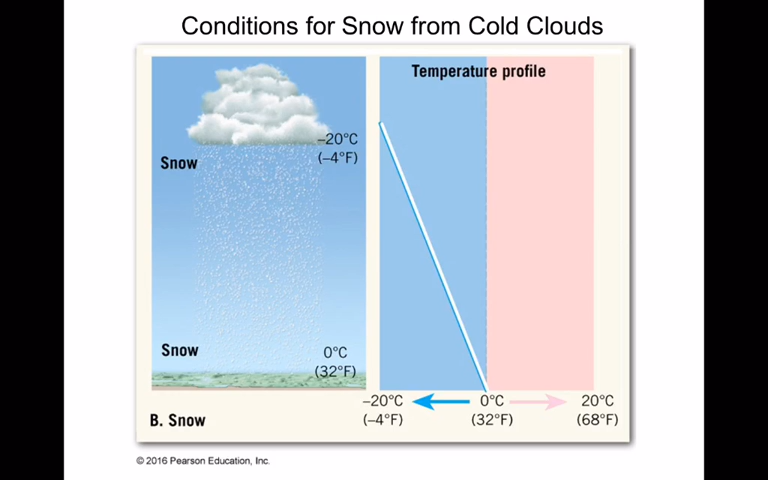 Conditions for Snow from Cold Clouds
Temperature profile
–20°C
(–4°F)
Snow
Snow
0°C
(32°F)
–20°C
(–4°F)
0°C
(32°F)
20°C
(68°F)
B. Snow
© 2016 Pearson Education, Inc.